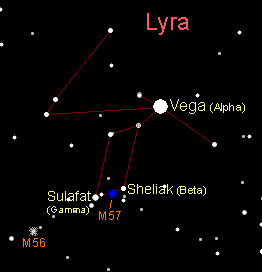 Lyra
Vega (Alpha)
Sulafat
(Gamma)
Sheliak (Beta)
M57
M56